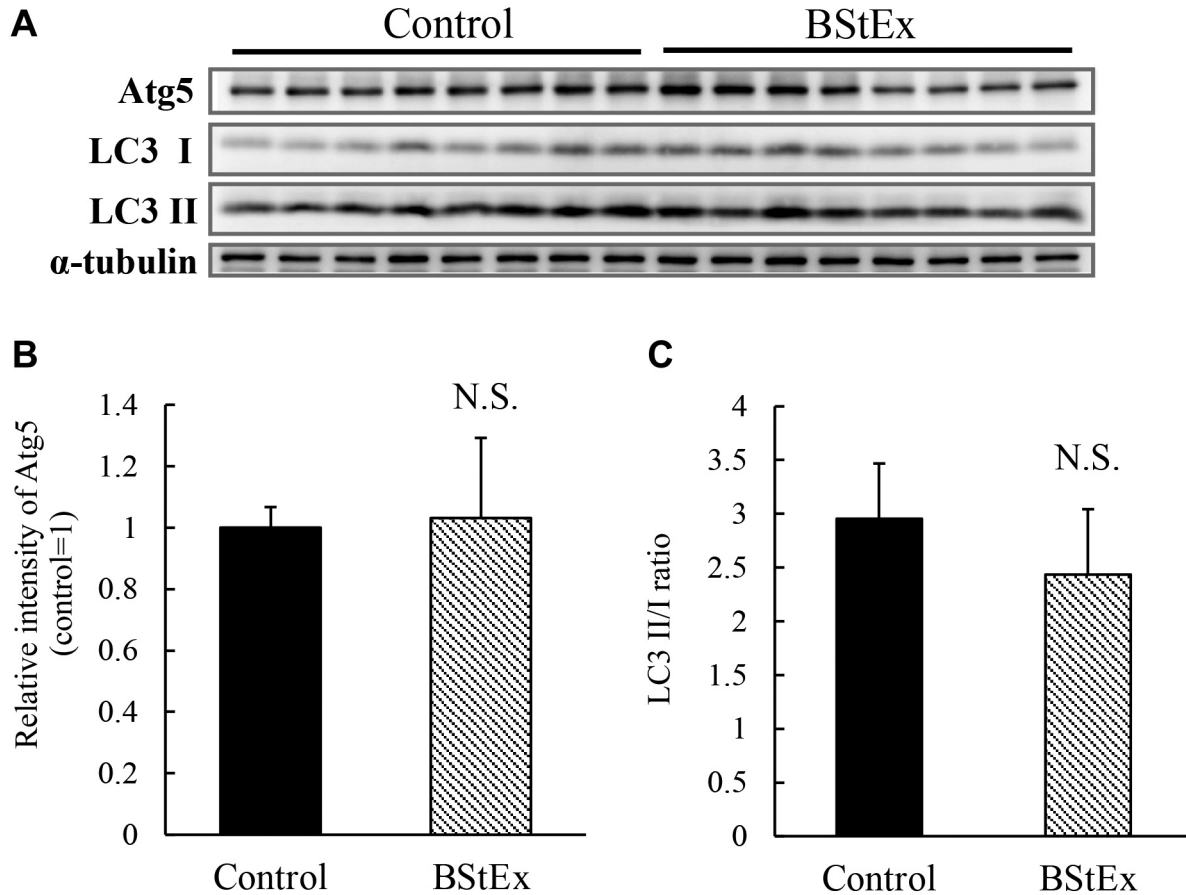 A
Control BStEx
Atg5
LC3 I
LC3 II
α-tubulin
B
Relative intensity of Atg5
(control=1)
1.4
1.2
1
0.8
0.6
0.4
0.2
0
N.S.
Control BStEx
C
LC3 II/I ratio
4
3.5
3
2.5
2
1.5
1
0.5
0
N.S.
Control BStEx